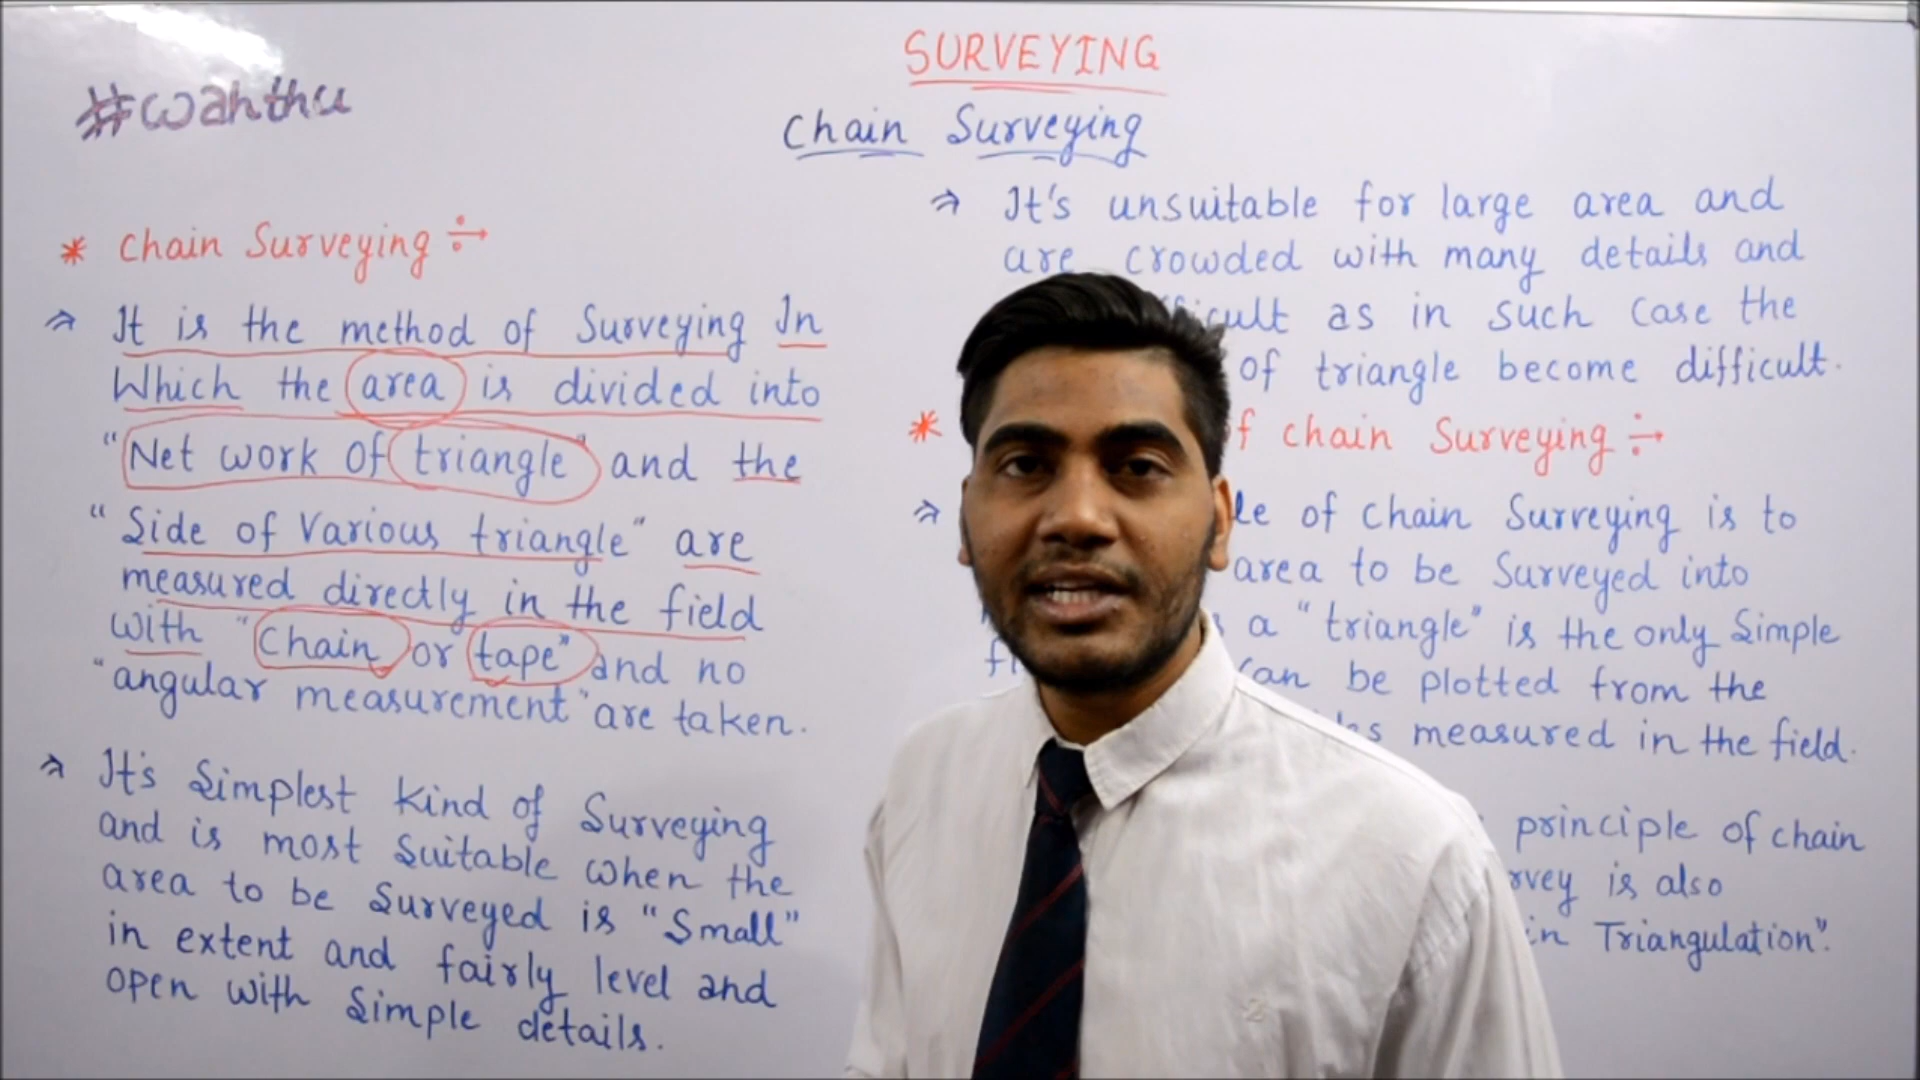 #wahthu
SURVEYING
Chain Surveying
* Chain Surveying ÷→
⇒ It is the method of Surveying In
Which the area is divided into
"Net work of triangle" and the
"Side of Various triangle" are
measured directly in the field
with "Chain or tape" and no
"angular measurement" are taken.
⇒ It's Simplest kind of Surveying
and is most Suitable when the
area to be Surveyed is "Small"
in extent and fairly level and
open with Simple details.
⇒ It's unsuitable for large area and
are crowded with many details and
as in such Case the
of triangle become difficult.
* f chain Surveying ÷→
⇒ le of chain Surveying is to
area to be Surveyed into
a "triangle" is the only Simple
can be plotted from the
measured in the field.
principle of chain
rvey is also
in Triangulation".